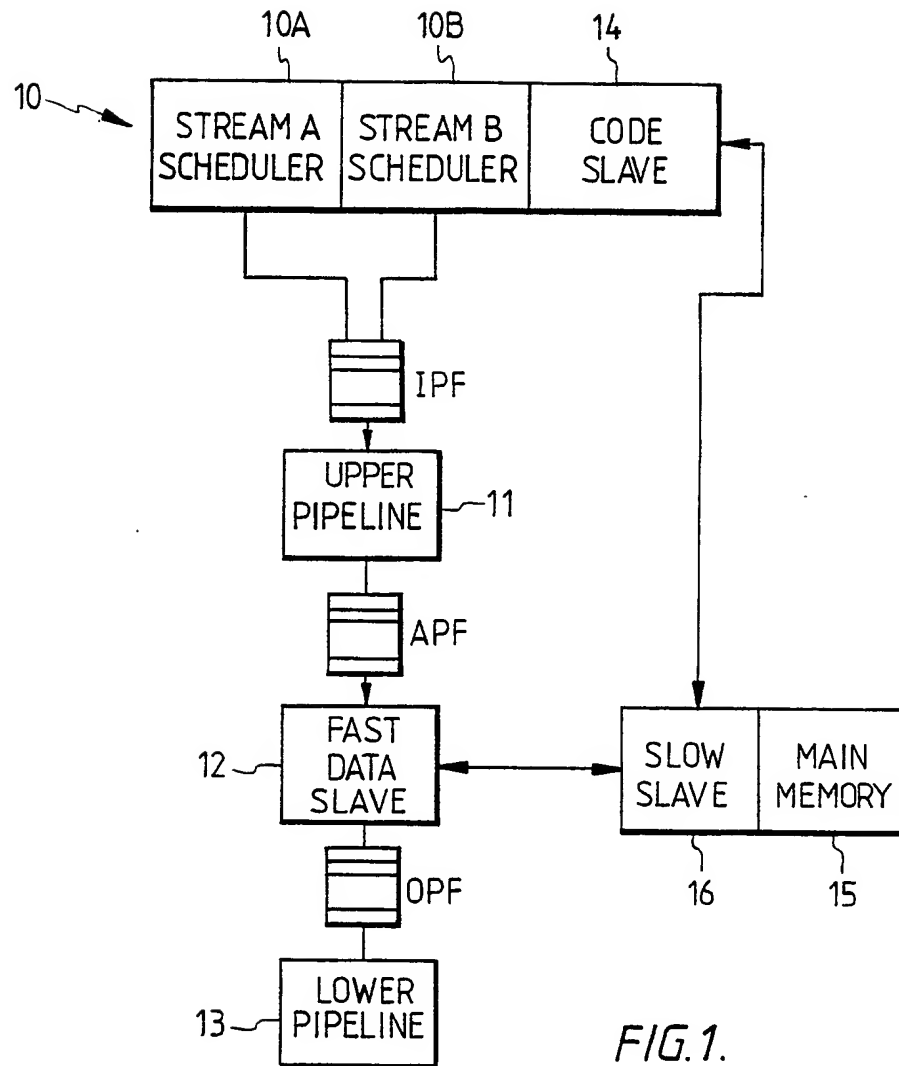 10A 10B 14
10
STREAM A
SCHEDULER
STREAM B
SCHEDULER
CODE
SLAVE
IPF
UPPER
PIPELINE
11
APF
12
FAST
DATA
SLAVE
SLOW
SLAVE
MAIN
MEMORY
16 15
OPF
13
LOWER
PIPELINE
FIG.1.